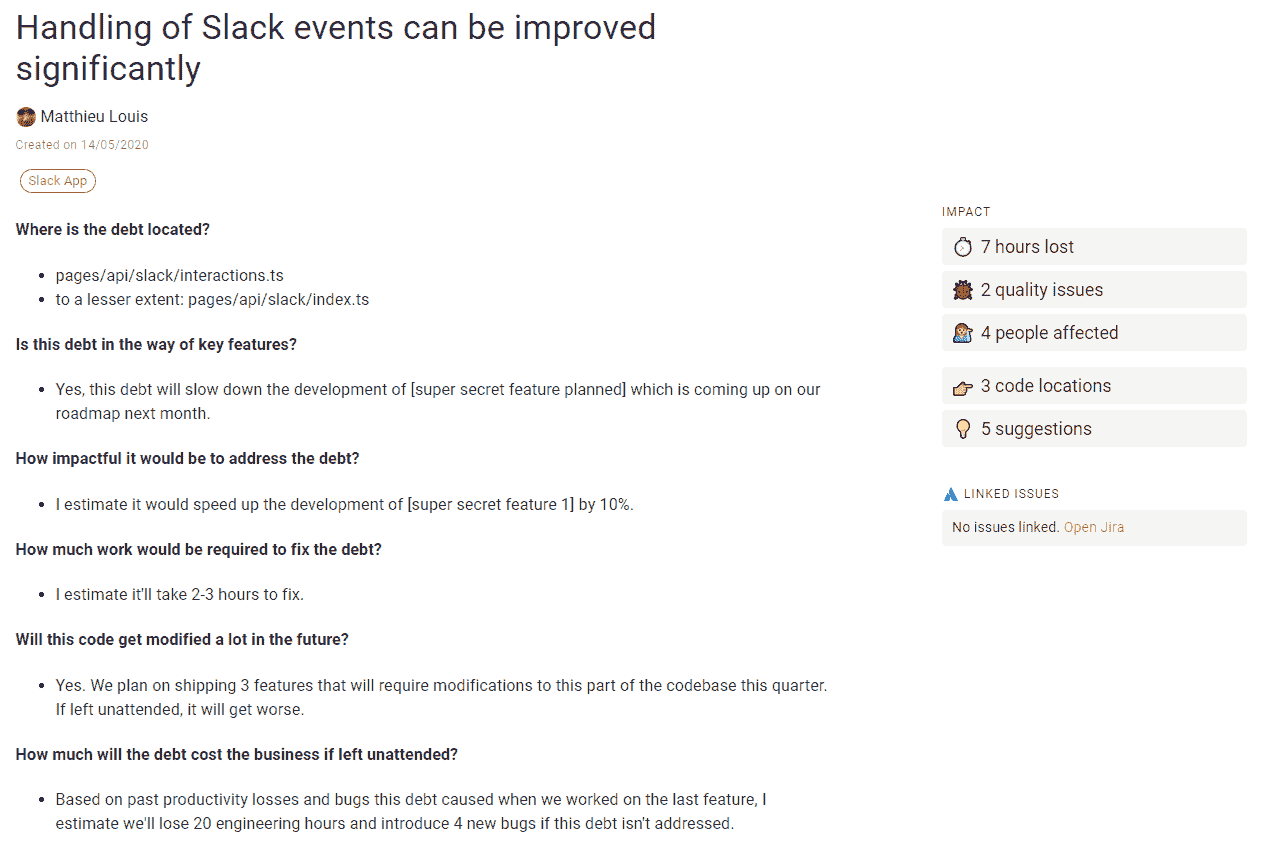 Handling of Slack events can be improved
significantly
Matthieu Louis
Created on 14/05/2020
Slack App
Where is the debt located?
• pages/api/slack/interactions.ts
• to a lesser extent: pages/api/slack/index.ts
Is this debt in the way of key features?
• Yes, this debt will slow down the development of [super secret feature planned] which is coming up on our
roadmap next month.
How impactful it would be to address the debt?
• I estimate it would speed up the development of [super secret feature 1] by 10%.
How much work would be required to fix the debt?
• I estimate it'll take 2-3 hours to fix.
Will this code get modified a lot in the future?
• Yes. We plan on shipping 3 features that will require modifications to this part of the codebase this quarter.
If left unattended, it will get worse.
How much will the debt cost the business if left unattended?
• Based on past productivity losses and bugs this debt caused when we worked on the last feature, I
estimate we'll lose 20 engineering hours and introduce 4 new bugs if this debt isn't addressed.
IMPACT
7 hours lost
2 quality issues
4 people affected
3 code locations
5 suggestions
LINKED ISSUES
No issues linked. Open Jira